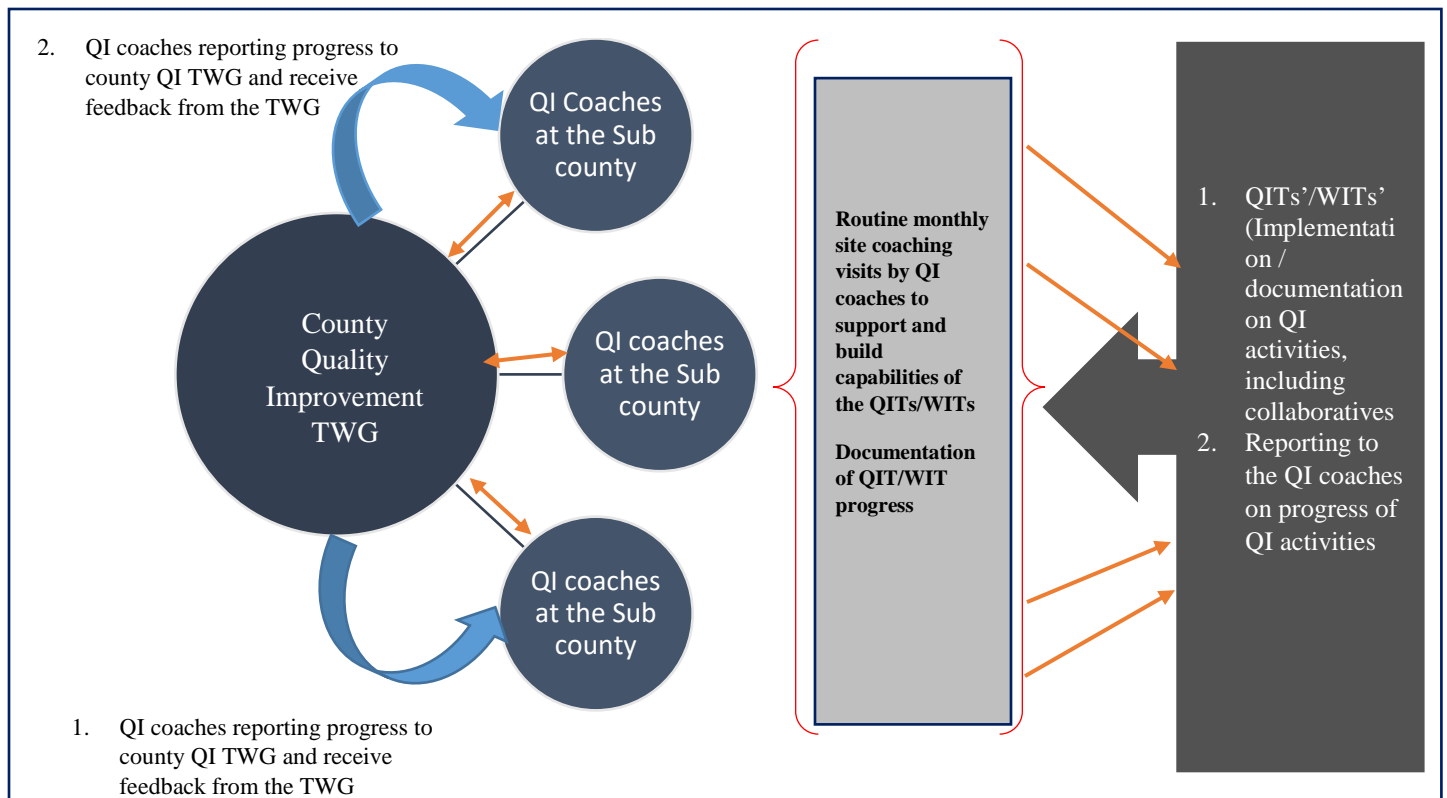 2. QI coaches reporting progress to
county QI TWG and receive
feedback from the TWG
QI Coaches
at the Sub
county
County
Quality
Improvement
TWG
QI coaches
at the Sub
county
QI coaches
at the Sub
county
1. QI coaches reporting progress to
county QI TWG and receive
feedback from the TWG
Routine monthly
site coaching
visits by QI
coaches to
support and
build
capabilities of
the QITs/WITs
Documentation
of QIT/WIT
progress
1. QITs’/WITs’
(Implementati
on /
documentation
on QI
activities,
including
collaboratives
2. Reporting to
the QI coaches
on progress of
QI activities